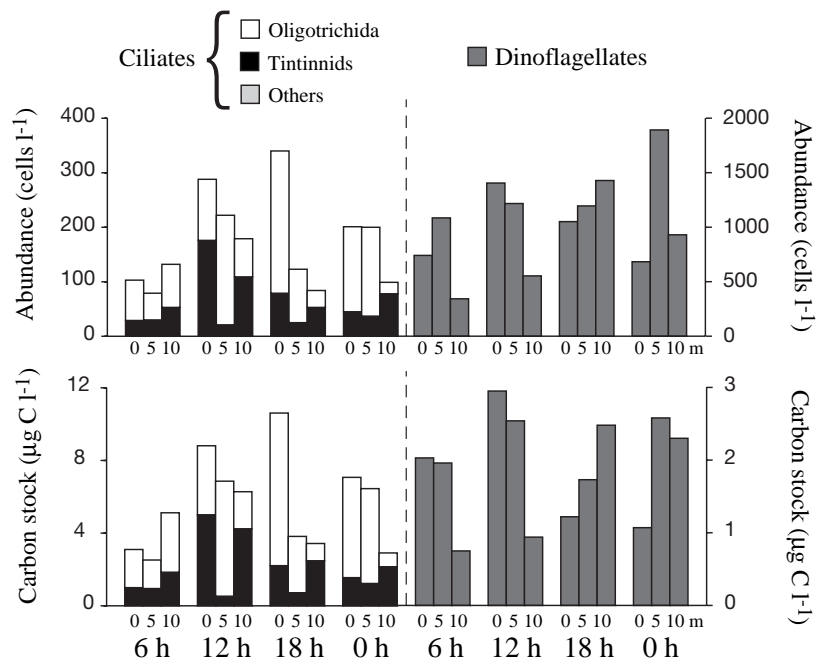 Ciliates
Oligotrichida
Tintinnids
Others
Dinoflagellates
Abundance (cells l-1)
400
300
200
100
0
0 5 10 0 5 10 0 5 10 0 5 10 0 5 10 0 5 10 0 5 10 0 5 10 m
2000
1500
1000
500
0
Abundance (cells l-1)
Carbon stock (µg C l-1)
12
8
4
0
0 5 10 0 5 10 0 5 10 0 5 10 0 5 10 0 5 10 0 5 10 0 5 10 m
6 h 12 h 18 h 0 h 6 h 12 h 18 h 0 h
3
2
1
0
Carbon stock (µg C l-1)